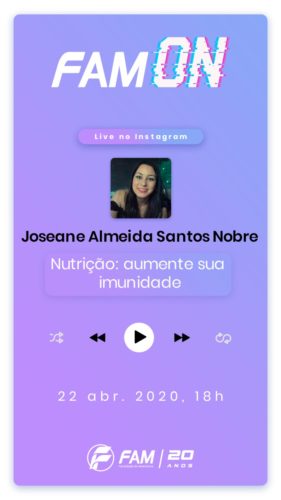 FAM ON
Live no Instagram
Joseane Almeida Santos Nobre
Nutrição: aumente sua
imunidade
22 abr. 2020, 18h
FAM | 20
ANOS